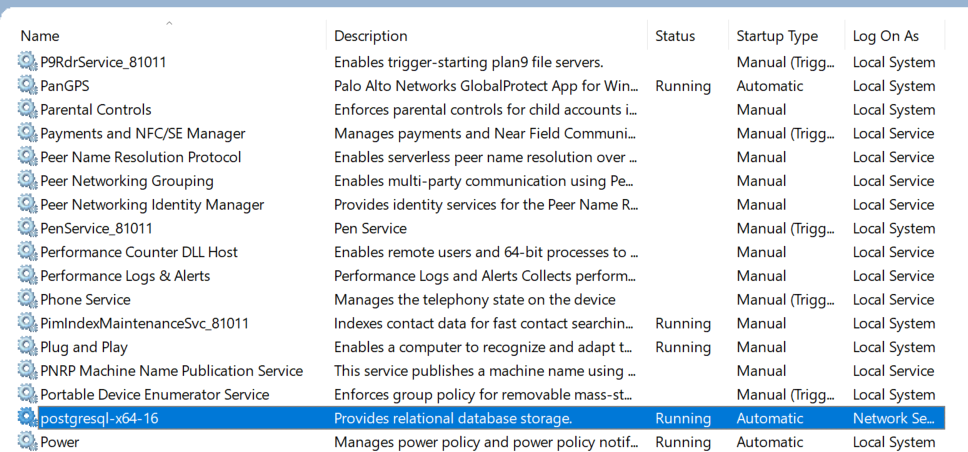 Name Description Status Startup Type Log On As
P9RdrService_81011 Enables trigger-starting plan9 file servers. Manual (Trigg... Local System
PanGPS Palo Alto Networks GlobalProtect App for Win... Running Automatic Local System
Parental Controls Enforces parental controls for child accounts i... Manual Local System
Payments and NFC/SE Manager Manages payments and Near Field Communi... Manual (Trigg... Local Service
Peer Name Resolution Protocol Enables serverless peer name resolution over ... Manual Local Service
Peer Networking Grouping Enables multi-party communication using Pe... Manual Local Service
Peer Networking Identity Manager Provides identity services for the Peer Name R... Manual Local Service
PenService_81011 Pen Service Manual (Trigg... Local System
Performance Counter DLL Host Enables remote users and 64-bit processes to ... Manual Local Service
Performance Logs & Alerts Performance Logs and Alerts Collects perform... Manual Local Service
Phone Service Manages the telephony state on the device Manual (Trigg... Local Service
PimIndexMaintenanceSvc_81011 Indexes contact data for fast contact searchin... Running Manual Local System
Plug and Play Enables a computer to recognize and adapt t... Running Manual Local System
PNRP Machine Name Publication Service This service publishes a machine name using ... Manual Local Service
Portable Device Enumerator Service Enforces group policy for removable mass-st... Manual (Trigg... Local System
postgresql-x64-16 Provides relational database storage. Running Automatic Network Se...
Power Manages power policy and power policy notif... Running Automatic Local System